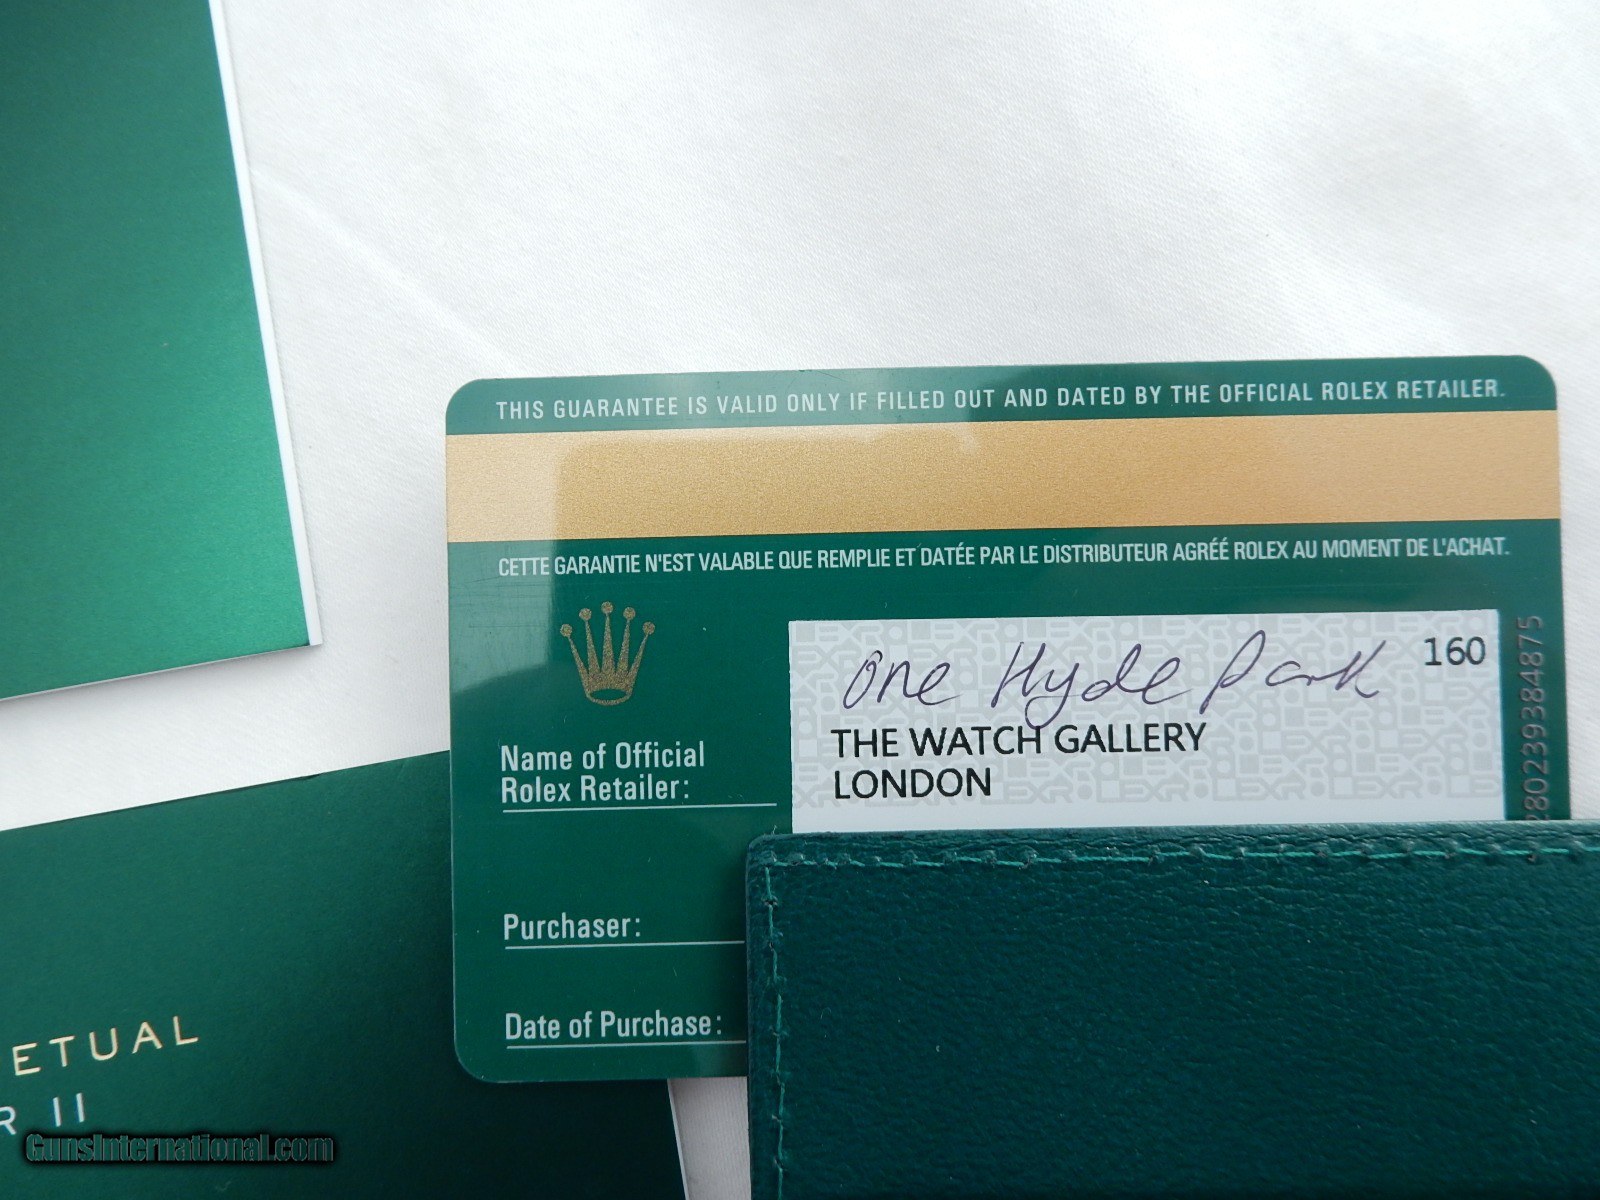 THIS GUARANTEE IS VALID ONLY IF FILLED OUT AND DATED BY THE OFFICIAL ROLEX RETAILER.
CETTE GARANTIE N'EST VALABLE QUE REMPLIE ET DATÉE PAR LE DISTRIBUTEUR AGRÉÉ ROLEX AU MOMENT DE L'ACHAT.
One Hyde Park 160
THE WATCH GALLERY
LONDON
280239384875
Name of Official
Rolex Retailer:
Purchaser:
Date of Purchase:
ETUAL
R II
GunsInternational.com